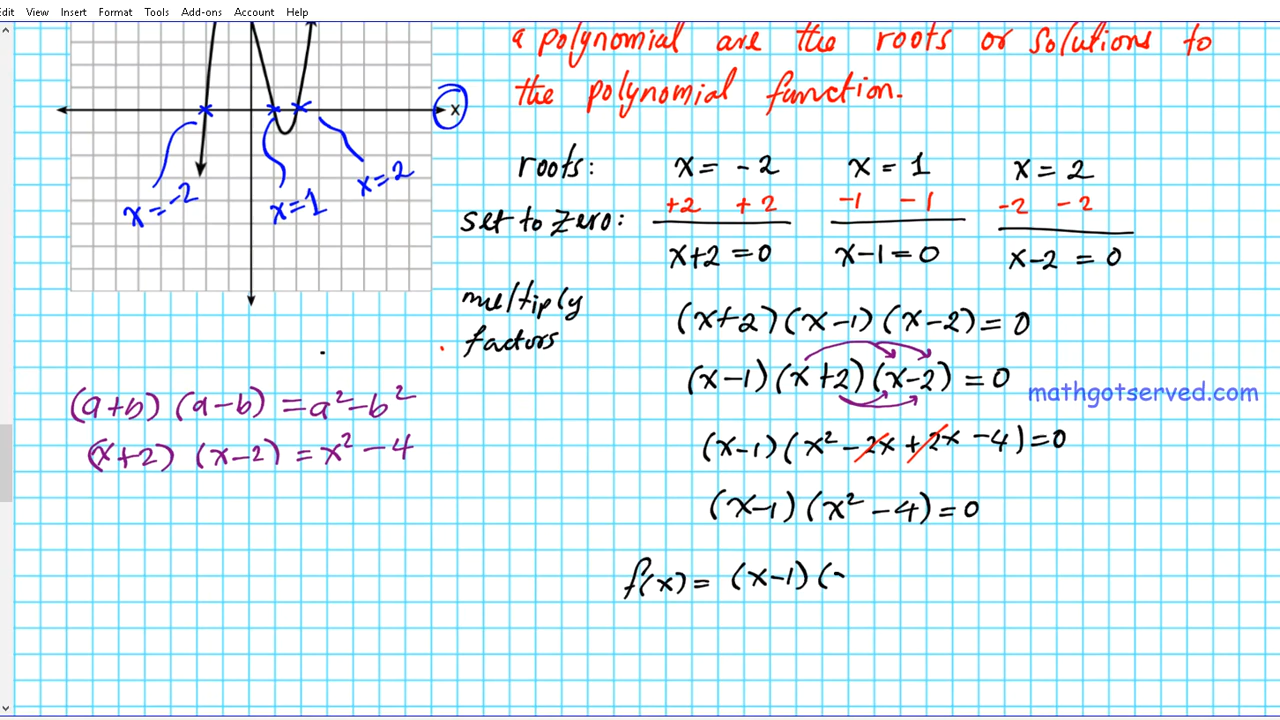 Edit View Insert Format Tools Add-ons Account Help
a polynomial are the roots or solutions to
the polynomial function.
x
x = -2
x = 1
x = 2
roots: x = -2 x = 1 x = 2
+2 +2 -1 -1 -2 -2
set to zero: x+2 = 0 x-1 = 0 x-2 = 0
multiply
factors
(x+2)(x-1)(x-2) = 0
(x-1)(x+2)(x-2) = 0
mathgotserved.com
(x-1)(x² - 2x + 2x - 4) = 0
(x-1)(x² - 4) = 0
f(x) = (x-1)(-
(a+b)(a-b) = a² - b²
(x+2)(x-2) = x² - 4